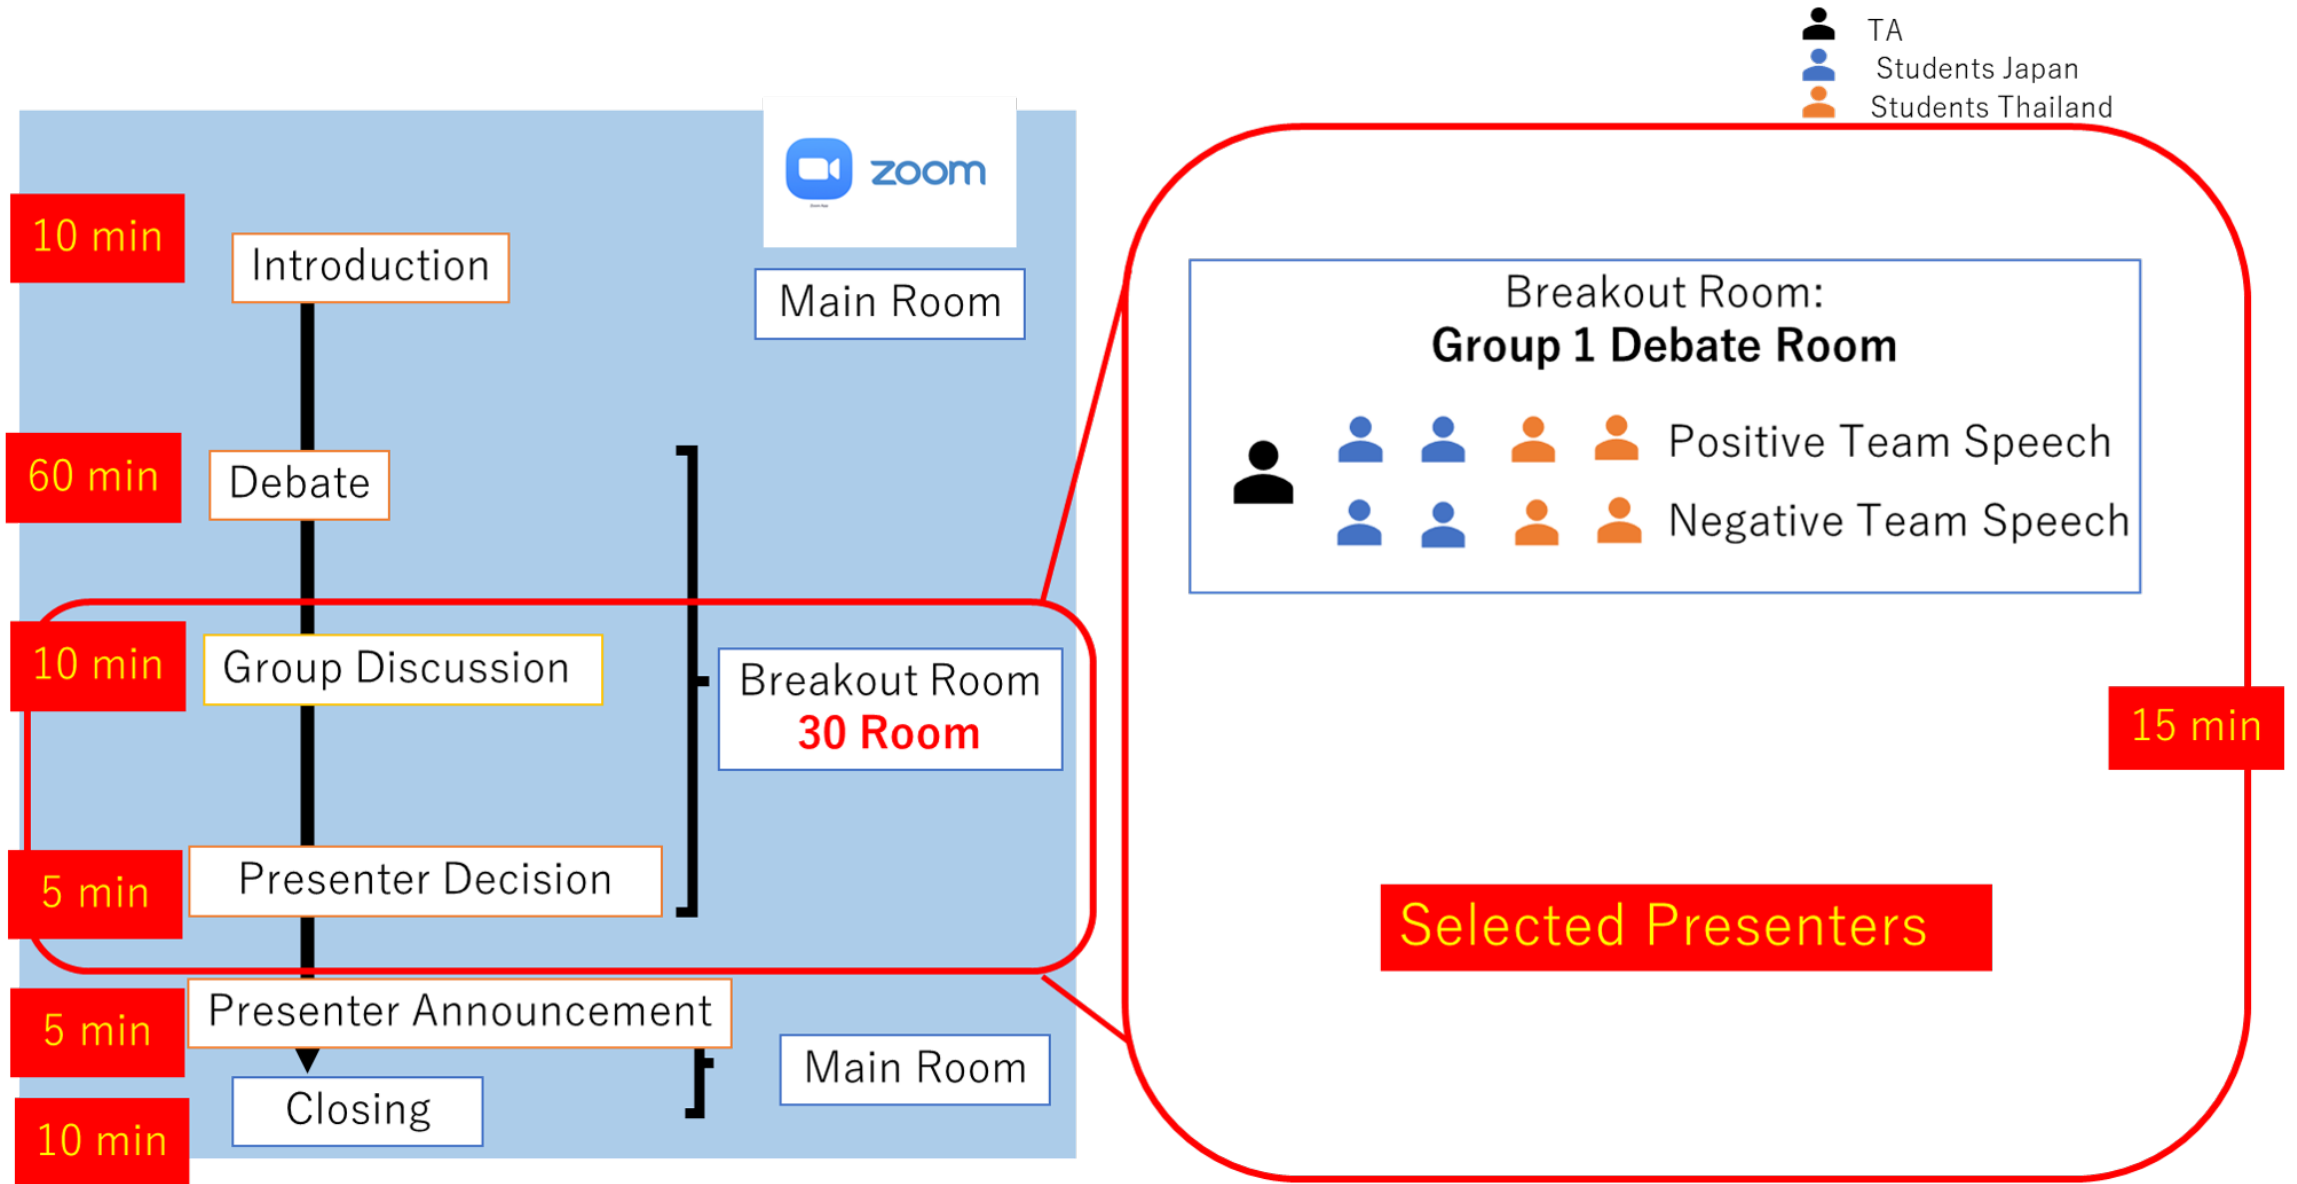 TA
Students Japan
Students Thailand
zoom
10 min
Introduction
Main Room
60 min
Debate
10 min
Group Discussion
Breakout Room
30 Room
5 min
Presenter Decision
5 min
Presenter Announcement
Main Room
Closing
10 min
Breakout Room:
Group 1 Debate Room
Positive Team Speech
Negative Team Speech
15 min
Selected Presenters